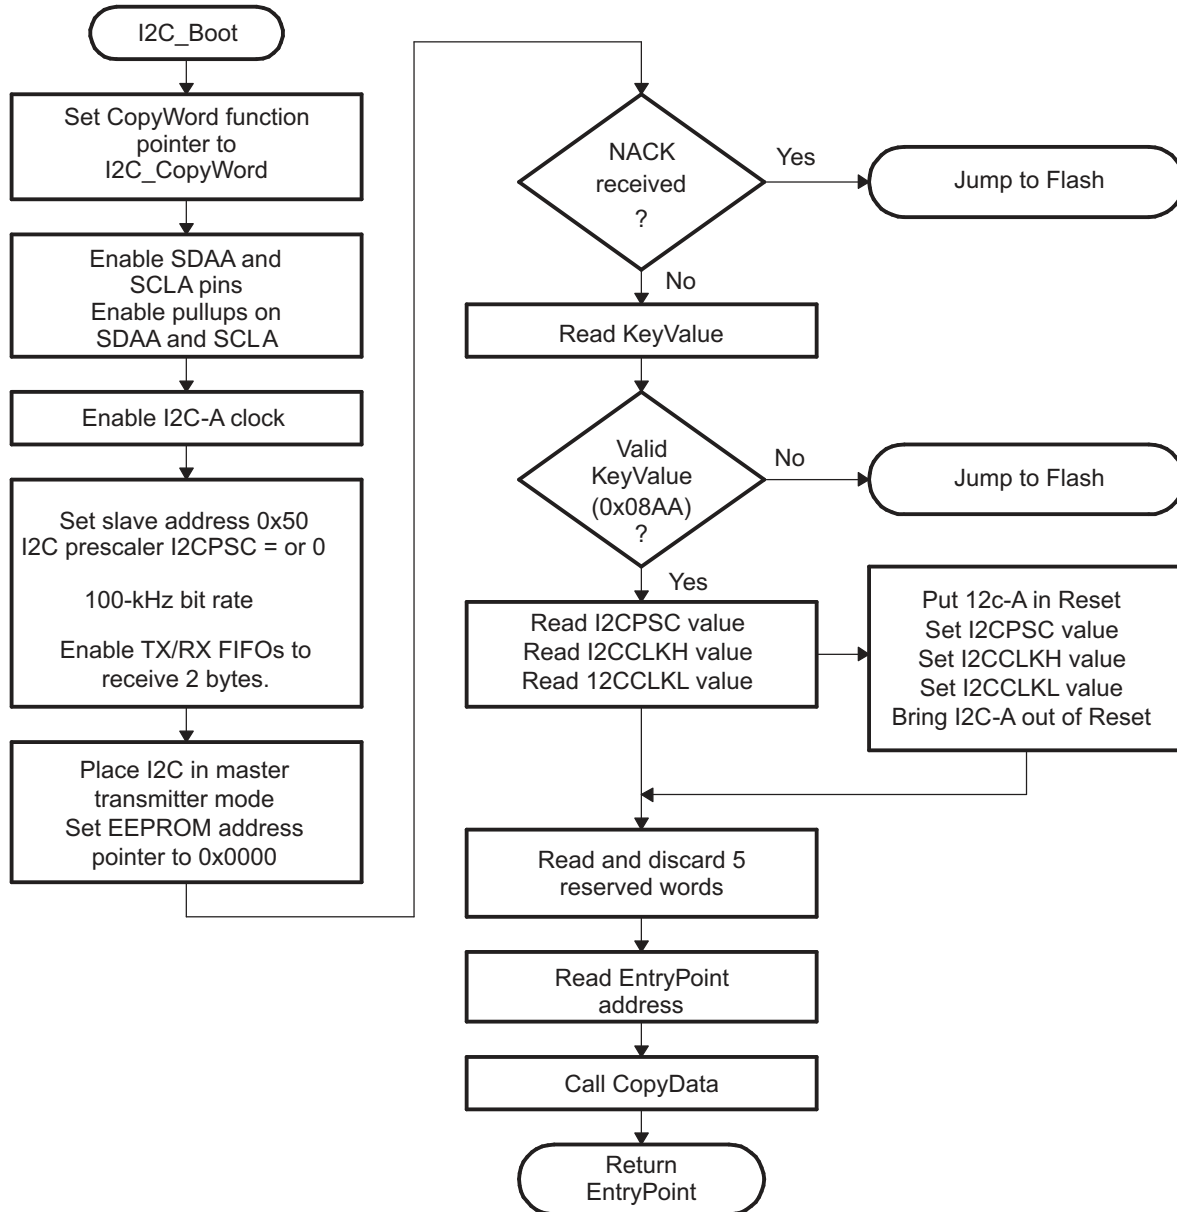 I2C_Boot
Set CopyWord function
pointer to
I2C_CopyWord
Enable SDAA and
SCLA pins
Enable pullups on
SDAA and SCLA
Enable I2C-A clock
Set slave address 0x50
I2C prescaler I2CPSC = or 0
100-kHz bit rate
Enable TX/RX FIFOs to
receive 2 bytes.
Place I2C in master
transmitter mode
Set EEPROM address
pointer to 0x0000
NACK
received
?
Yes
Jump to Flash
No
Read KeyValue
Valid
KeyValue
(0x08AA)
?
No
Jump to Flash
Yes
Read I2CPSC value
Read I2CCLKH value
Read 12CCLKL value
Put 12c-A in Reset
Set I2CPSC value
Set I2CCLKH value
Set I2CCLKL value
Bring I2C-A out of Reset
Read and discard 5
reserved words
Read EntryPoint
address
Call CopyData
Return
EntryPoint